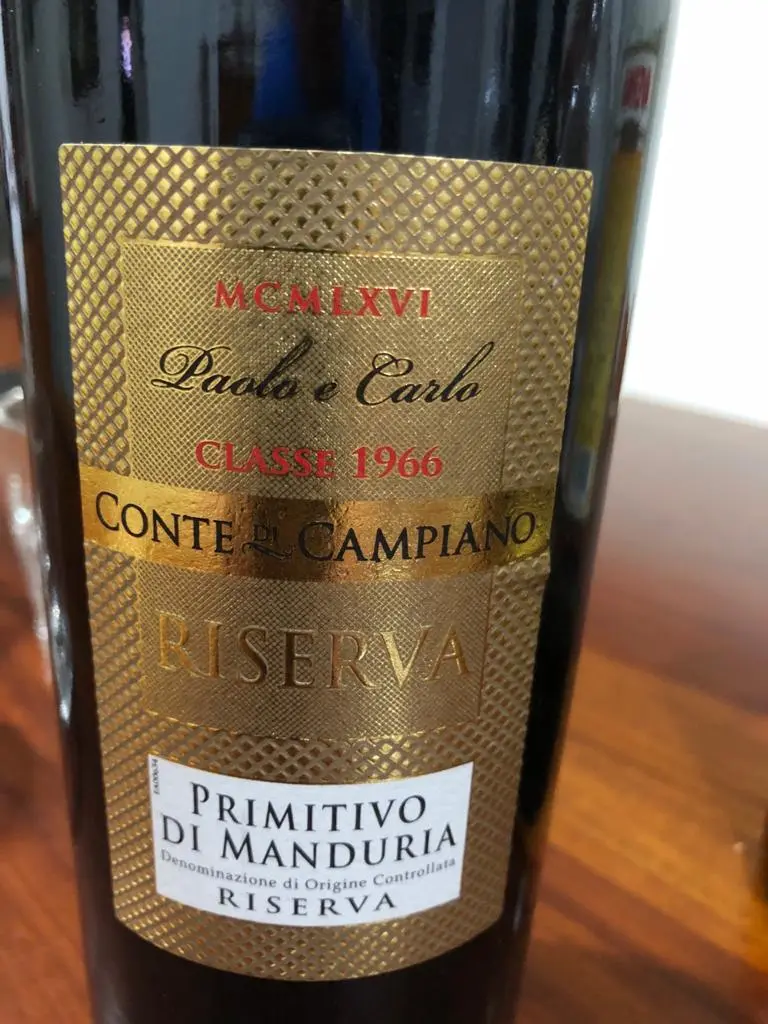 MCMLXVI
Paolo e Carlo
CLASSE 1966
CONTE DI CAMPIANO
RISERVA
PRIMITIVO
DI MANDURIA
Denominazione di Origine Controllata
RISERVA